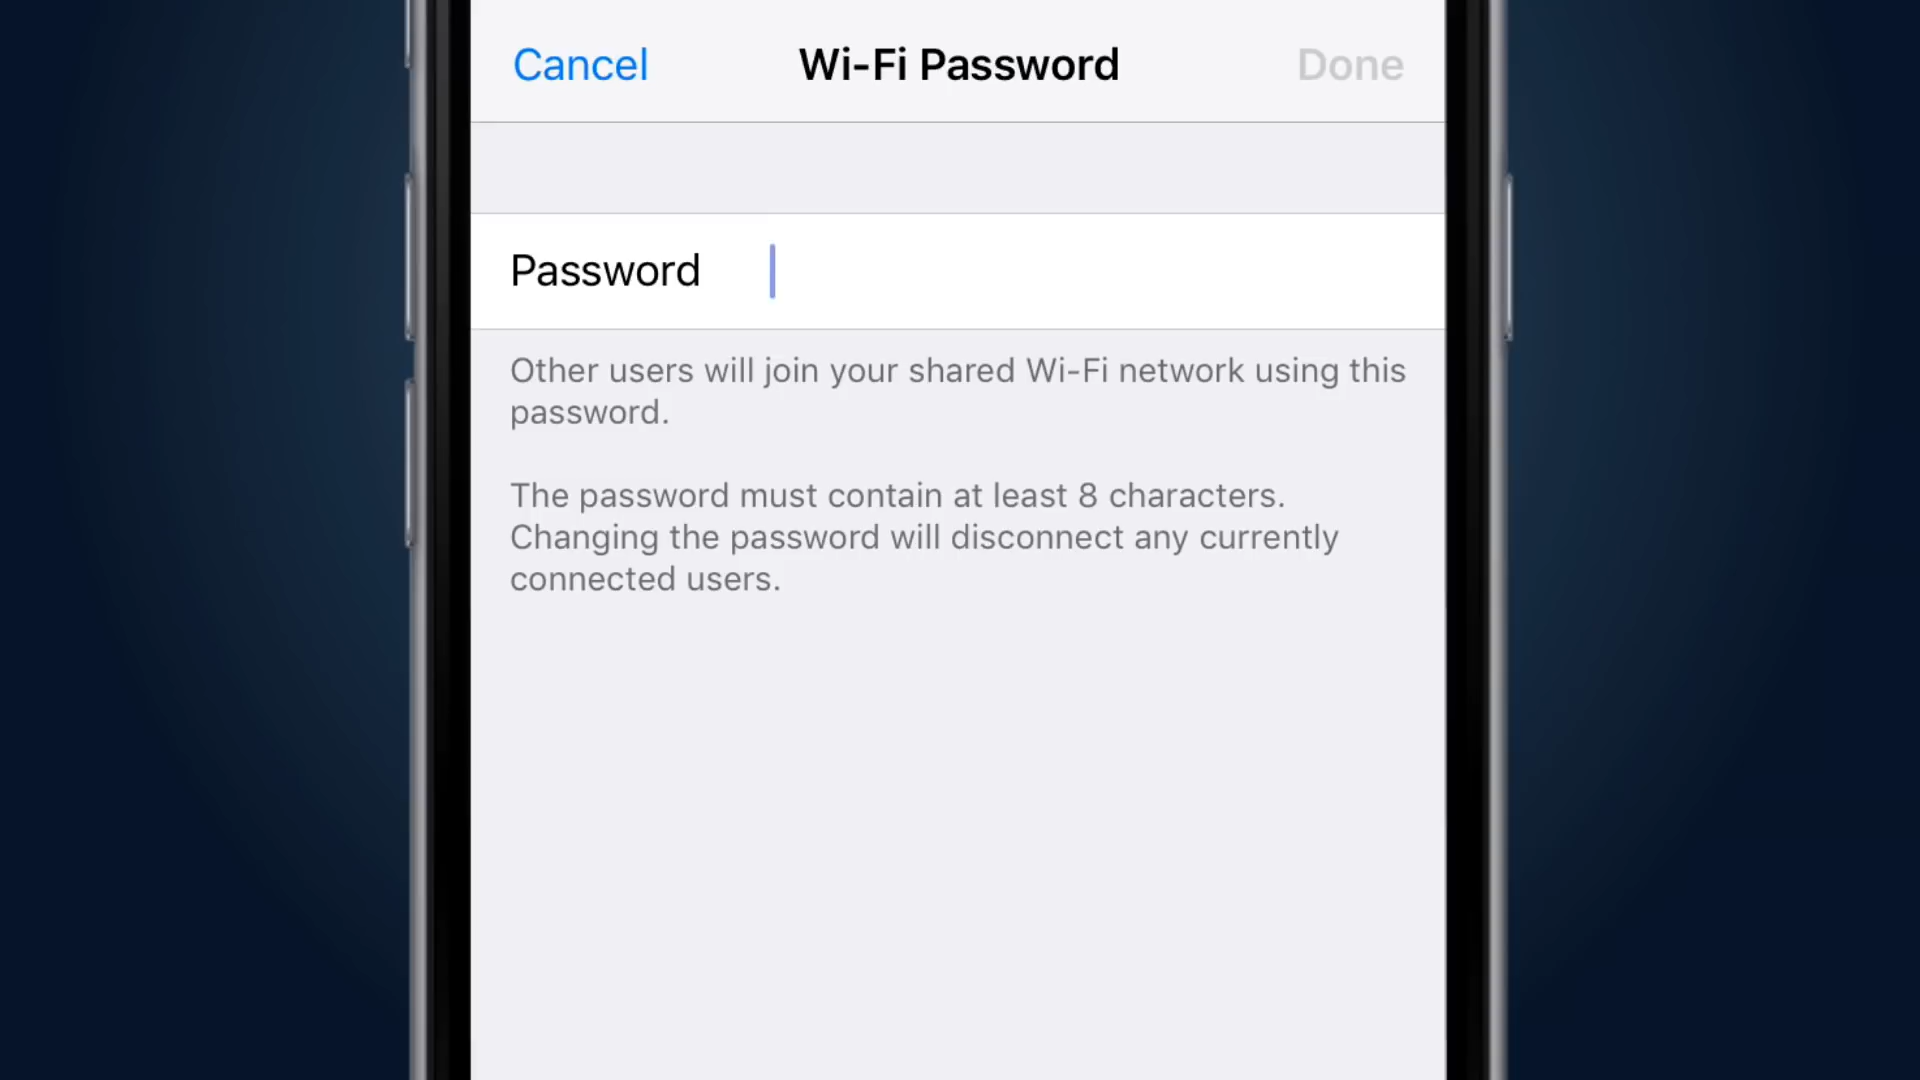 Cancel Wi-Fi Password Done
Password
Other users will join your shared Wi-Fi network using this
password.
The password must contain at least 8 characters.
Changing the password will disconnect any currently
connected users.